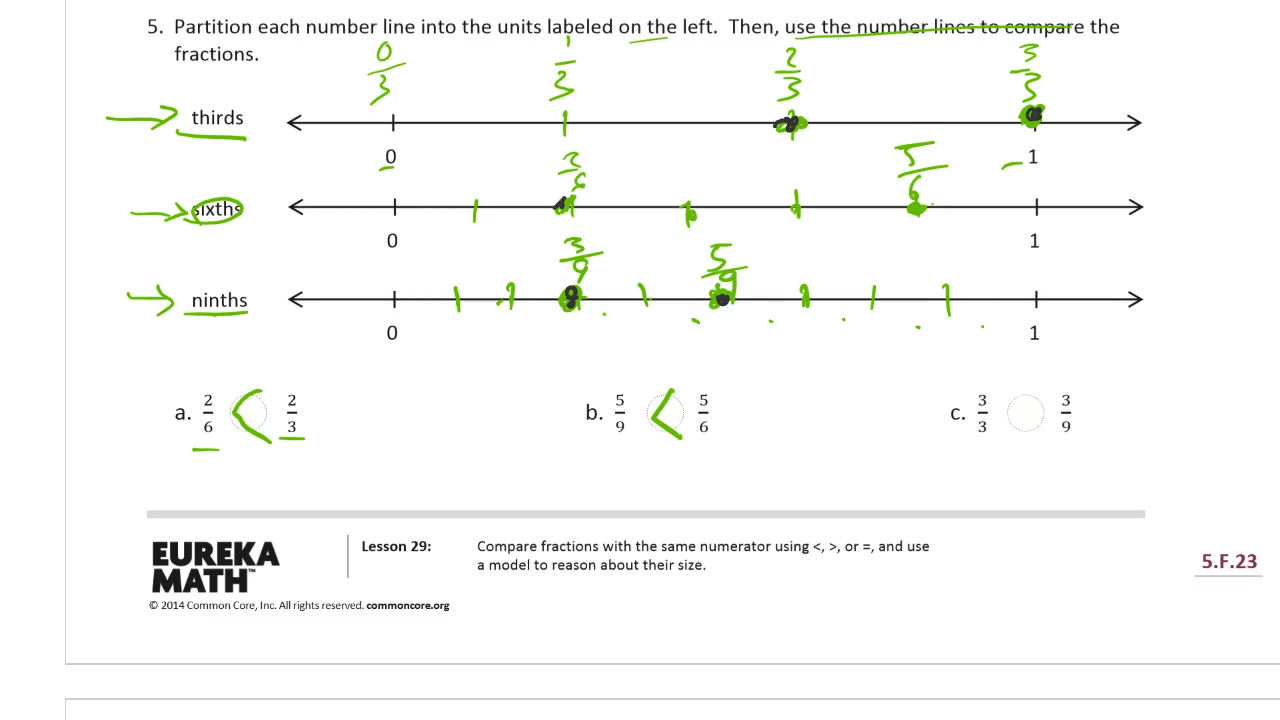 5. Partition each number line into the units labeled on the left. Then, use the number lines to compare the
fractions.
0/3 1/3 2/3 3/3
thirds
0 1
2/6 5/6
sixths
0 1
3/9 5/9
ninths
0 1
a. 2/6 < 2/3 b. 5/9 < 5/6 c. 3/3 3/9
EUREKA
MATH™
Lesson 29: Compare fractions with the same numerator using <, >, or =, and use
a model to reason about their size.
5.F.23
© 2014 Common Core, Inc. All rights reserved. commoncore.org